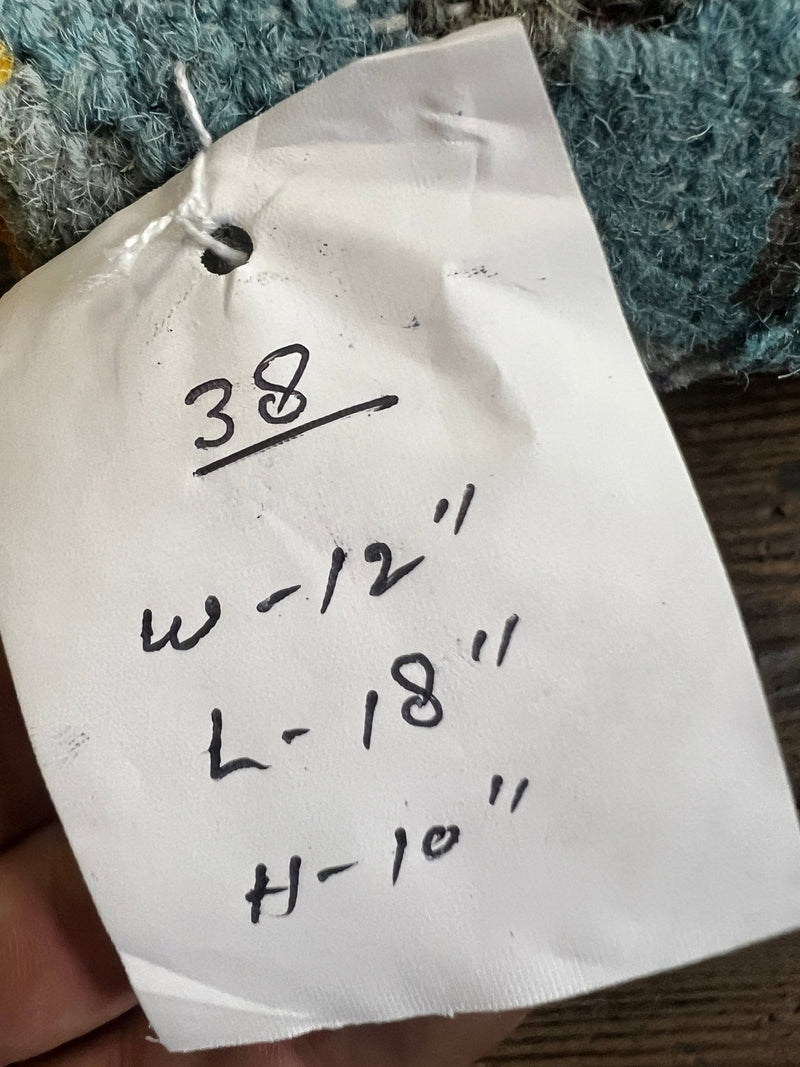 38
W - 12"
L - 18"
H - 10"